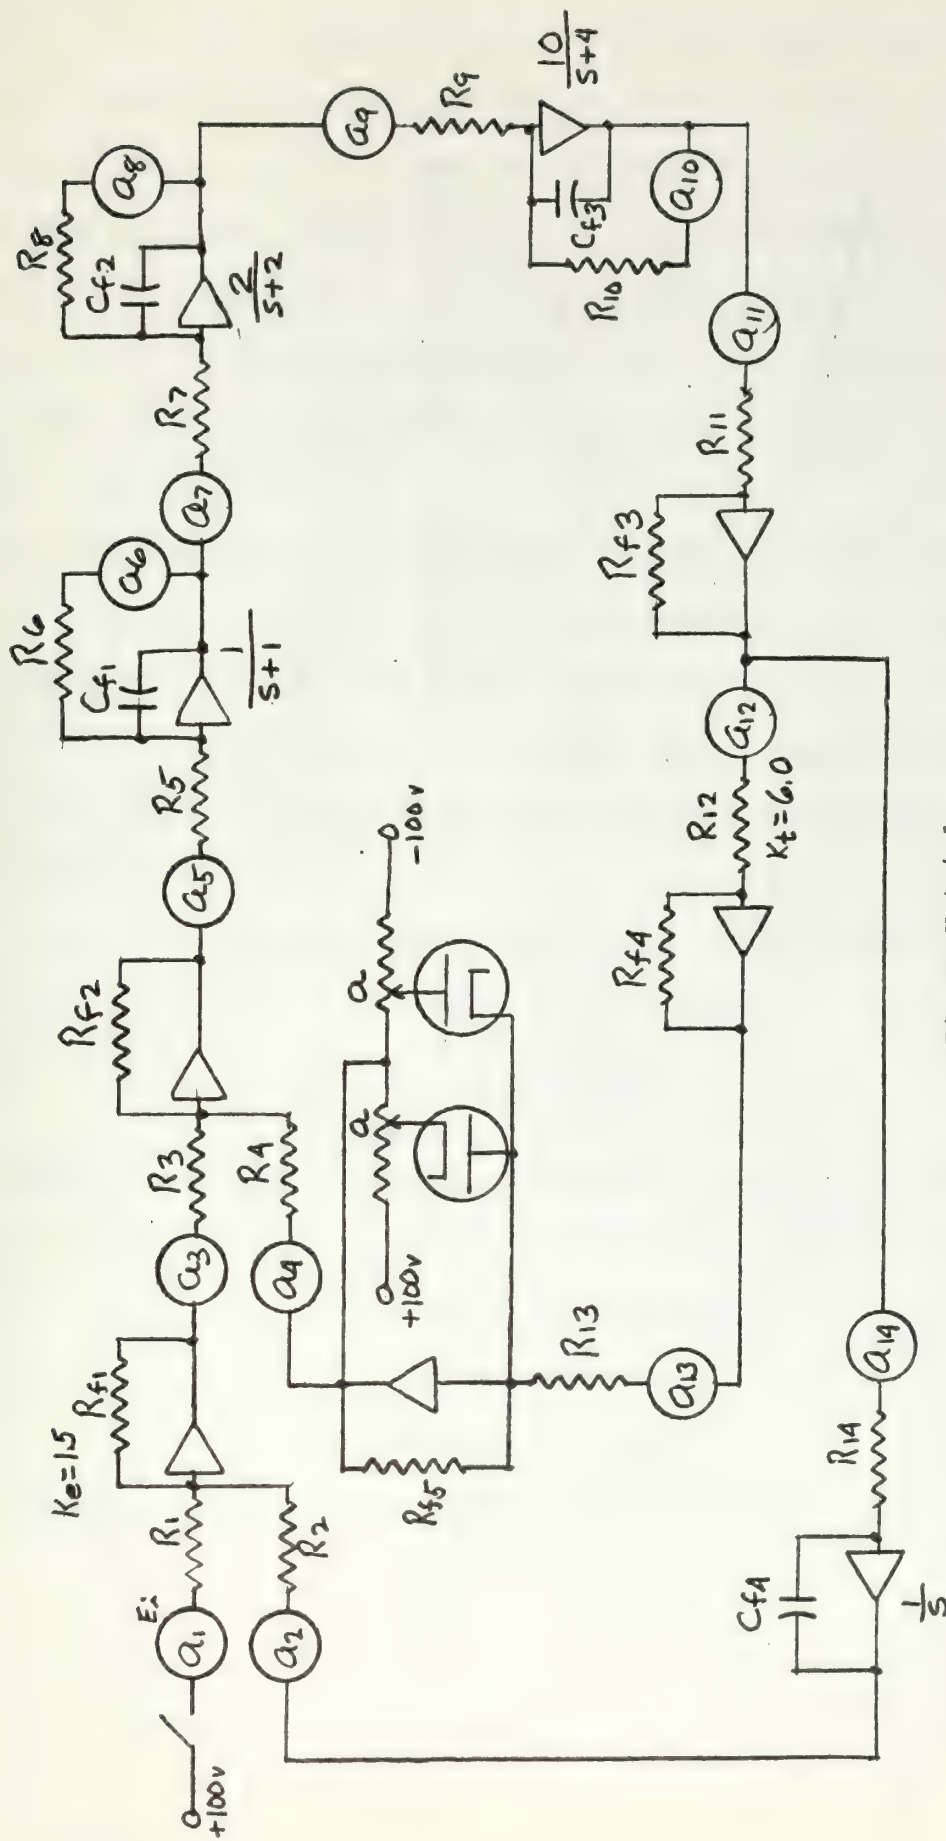 Ke=15
Rf1
Rf2
R6
a6
R8
a8
Cf1
Cf2
+100v
a1
Ei
R1
a3
R3
a5
R5
1/s+1
a7
R7
2/s+2
a9
R9
10/s+4
a2
R2
a4
R4
Cf3
R10
a10
+100v
a
a
-100v
Rf5
R13
a13
Rf4
R12
Kt=6.0
a12
Rf3
R11
a11
Cf4
R14
a14
1/s